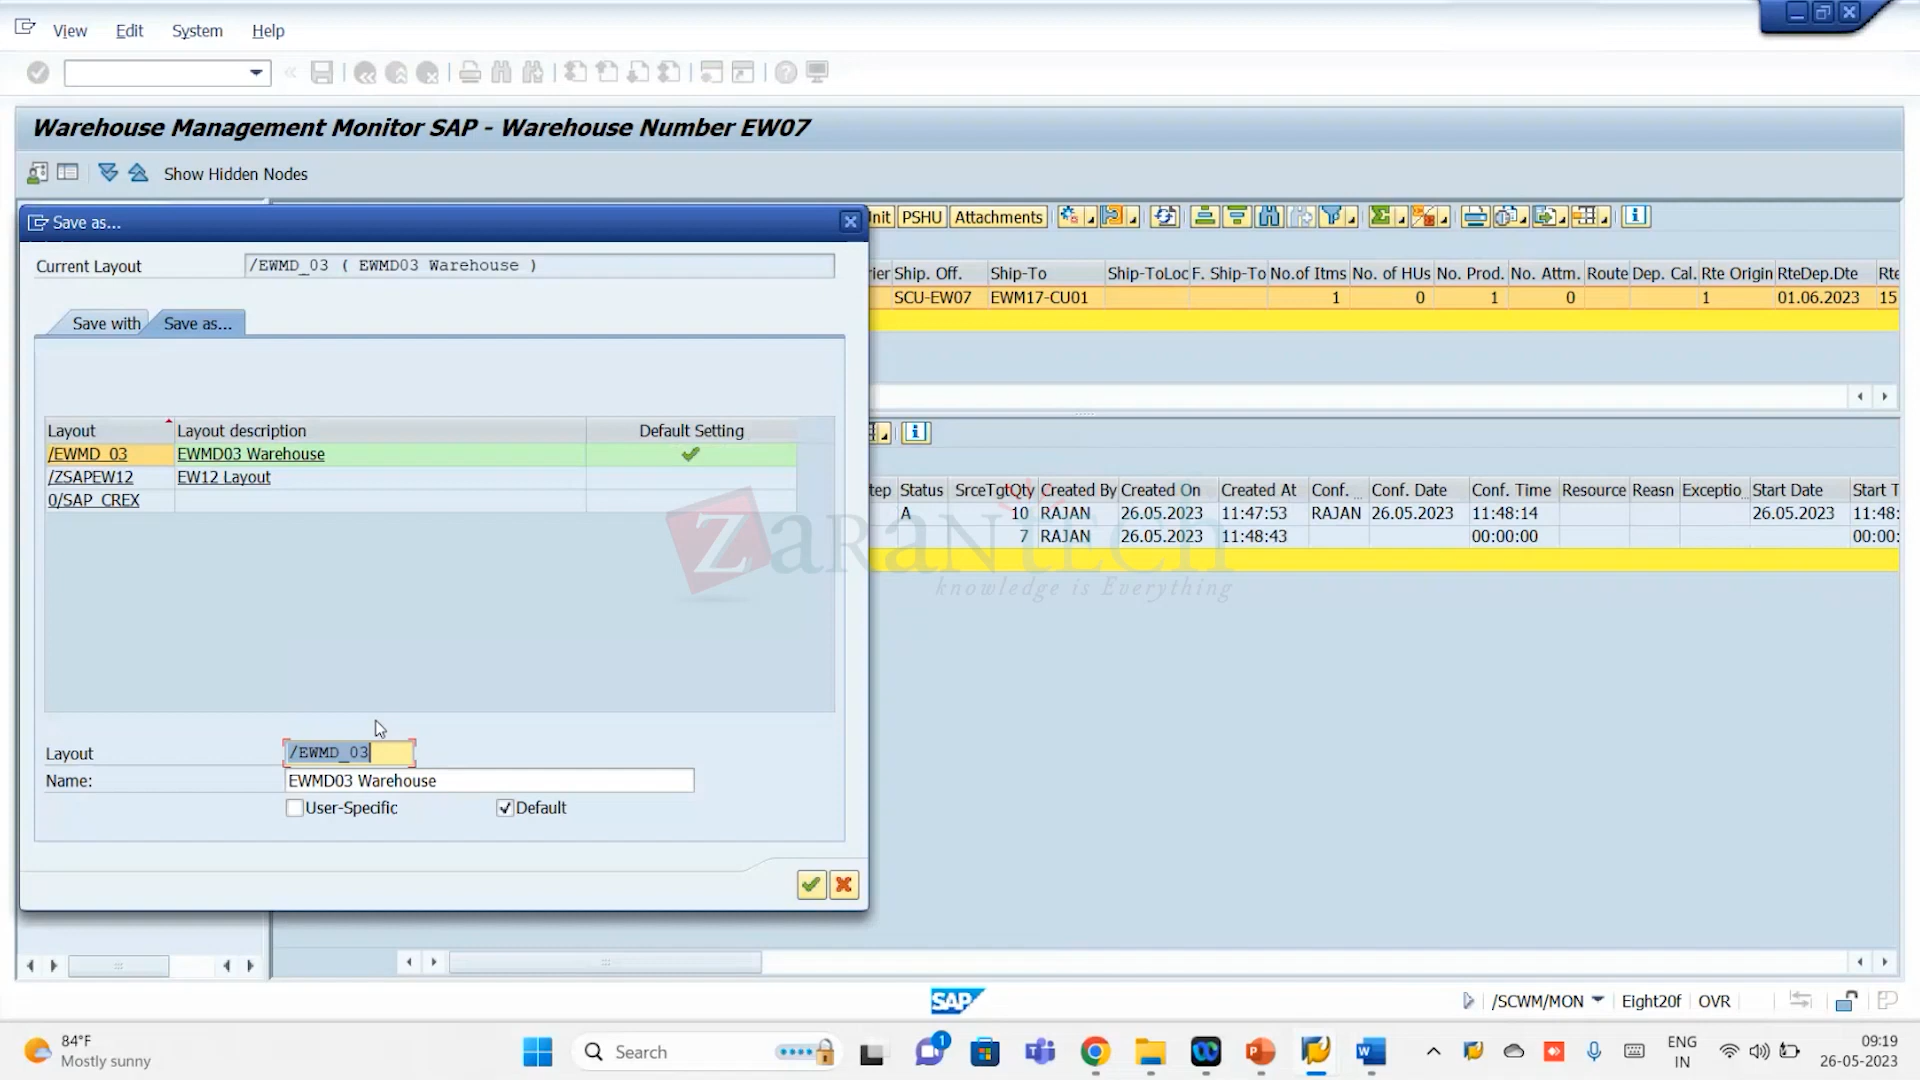 View Edit System Help
Warehouse Management Monitor SAP - Warehouse Number EW07
Show Hidden Nodes
Save as...
PSHU Attachments
Current Layout /EWMD_03 ( EWMD03 Warehouse )
Ship. Off. Ship-To Ship-ToLoc F. Ship-To No.of Itms No. of HUs No. Prod. No. Attm. Route Dep. Cal. Rte Origin RteDep.Dte Rte
SCU-EW07 EWM17-CU01 1 0 1 0 1 01.06.2023 15
Save with Save as...
Layout Layout description Default Setting
/EWMD_03 EWMD03 Warehouse
/ZSAPEW12 EW12 Layout
0/SAP_CREX
Status SrceTgtQty Created By Created On Created At Conf. ... Conf. Date Conf. Time Resource Reasn Exceptio Start Date Start T
A 10 RAJAN 26.05.2023 11:47:53 RAJAN 26.05.2023 11:48:14 26.05.2023 11:48:
7 RAJAN 26.05.2023 11:48:43 00:00:00 00:00:
ZaranTech
knowledge is Everything
Layout /EWMD_03
Name: EWMD03 Warehouse
User-Specific Default
SAP
/SCWM/MON Eight20f OVR
84°F
Mostly sunny
Search
1
ENG
IN
09:19
26-05-2023